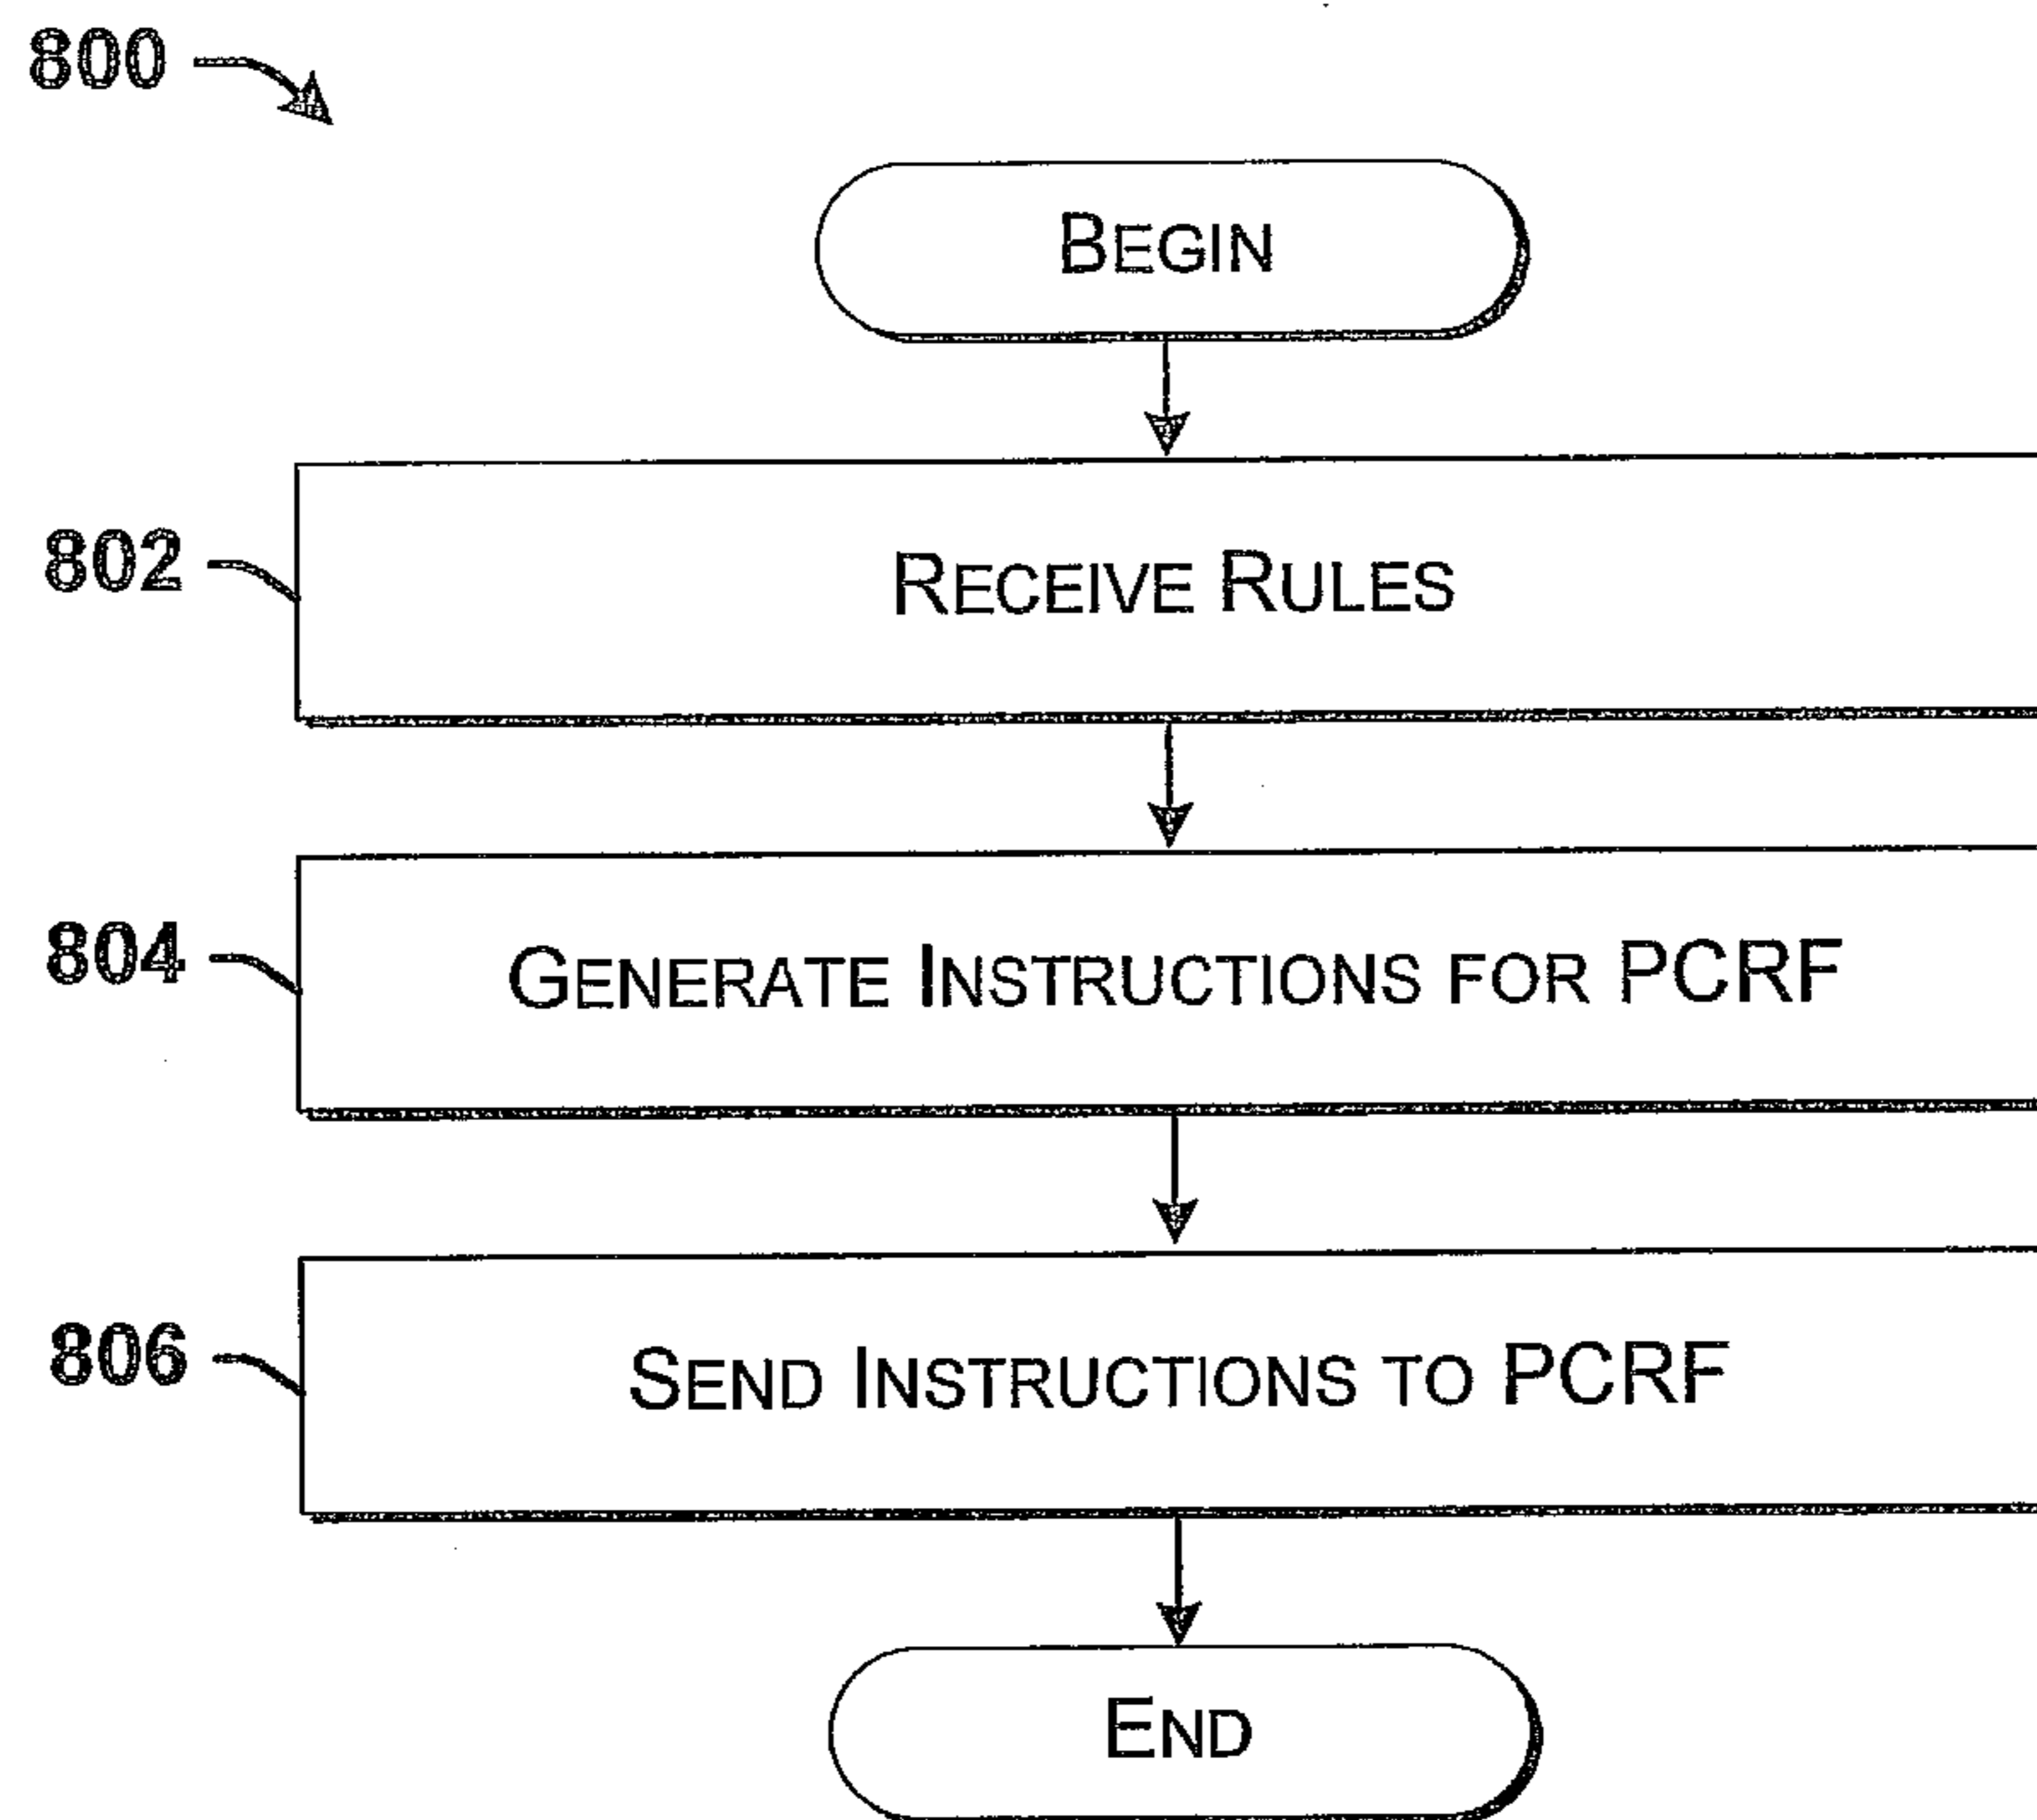 800
BEGIN
802
RECEIVE RULES
804
GENERATE INSTRUCTIONS FOR PCRF
806
SEND INSTRUCTIONS TO PCRF
END